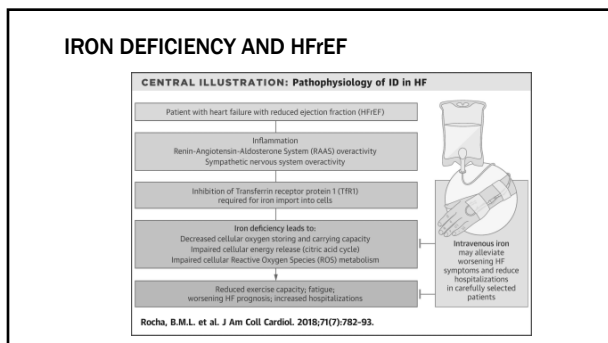 IRON DEFICIENCY AND HFrEF
CENTRAL ILLUSTRATION: Pathophysiology of ID in HF
Patient with heart failure with reduced ejection fraction (HFrEF)
Inflammation
Renin-Angiotensin-Aldosterone System (RAAS) overactivity
Sympathetic nervous system overactivity
Inhibition of Transferrin receptor protein 1 (TfR1)
required for iron import into cells
Iron deficiency leads to:
Decreased cellular oxygen storing and carrying capacity
Impaired cellular energy release (citric acid cycle)
Impaired cellular Reactive Oxygen Species (ROS) metabolism
Reduced exercise capacity; fatigue;
worsening HF prognosis; increased hospitalizations
Intravenous iron
may alleviate
worsening HF
symptoms and reduce
hospitalizations
in carefully selected
patients
Rocha, B.M.L. et al. J Am Coll Cardiol. 2018;71(7):782–93.